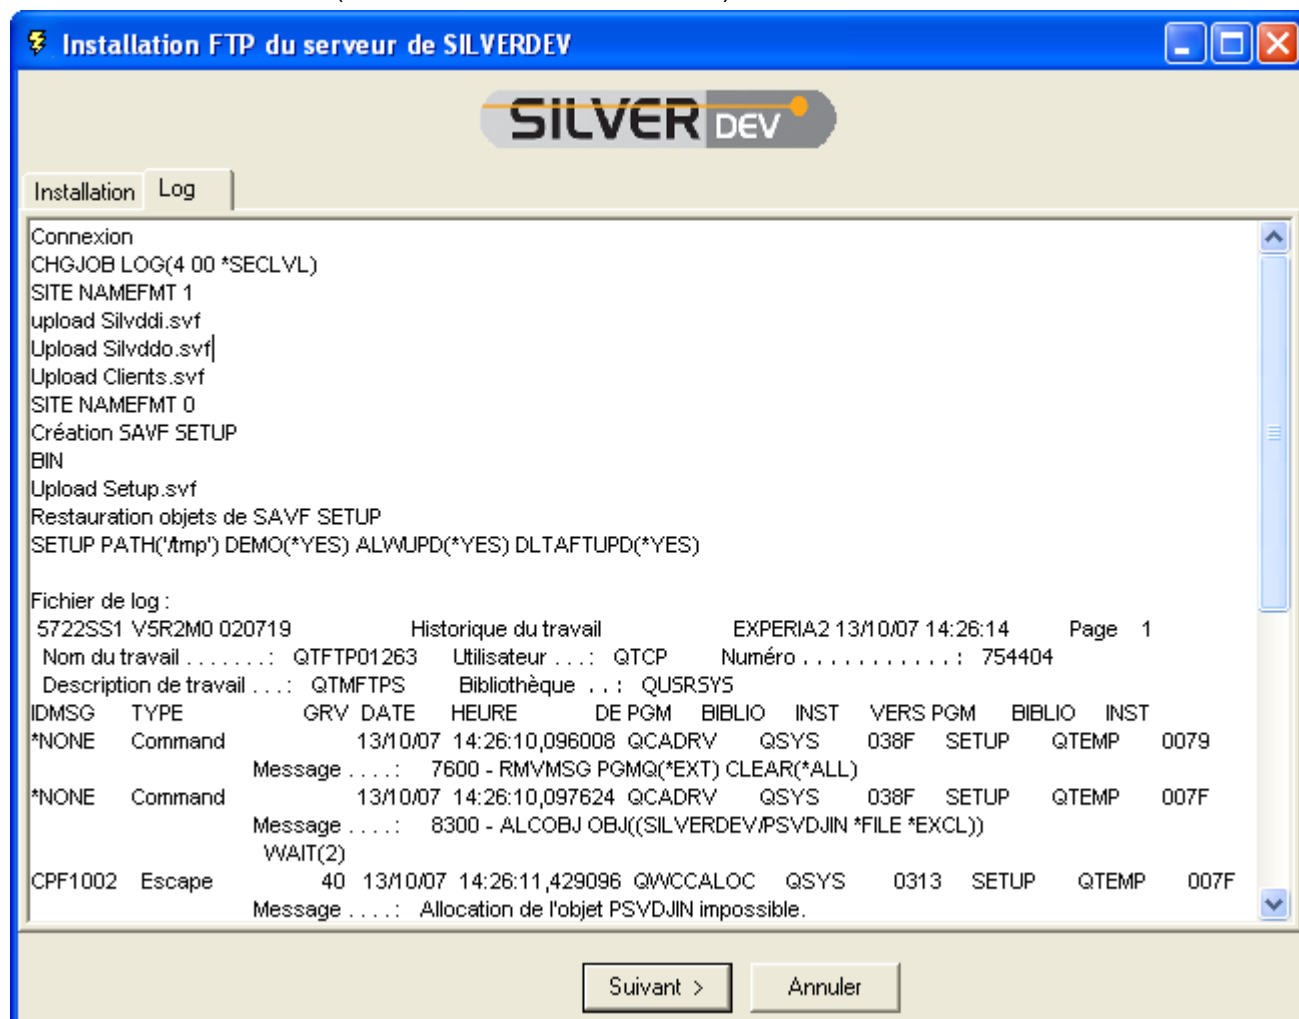 Installation FTP du serveur de SILVERDEV
SILVER DEV
Installation Log
Connexion
CHGJOB LOG(4 00 *SECLVL)
SITE NAMEFMT 1
upload Silvddi.svf
Upload Silvddo.svf
Upload Clients.svf
SITE NAMEFMT 0
Création SAVF SETUP
BIN
Upload Setup.svf
Restauration objets de SAVF SETUP
SETUP PATH('/tmp') DEMO(*YES) ALWUPD(*YES) DLTAFTUPD(*YES)
Fichier de log :
5722SS1 V5R2M0 020719 Historique du travail EXPERIA2 13/10/07 14:26:14 Page 1
Nom du travail . . . . . . .: QTFTP01263 Utilisateur . . .: QTCP Numéro . . . . . . . . . . . .: 754404
Description de travail . . .: QTMFTPS Bibliothèque . .: QUSRSYS
IDMSG TYPE GRV DATE HEURE DE PGM BIBLIO INST VERS PGM BIBLIO INST
*NONE Command 13/10/07 14:26:10,096008 QCADRV QSYS 038F SETUP QTEMP 0079
Message . . . .: 7600 - RMVMSG PGMQ(*EXT) CLEAR(*ALL)
*NONE Command 13/10/07 14:26:10,097624 QCADRV QSYS 038F SETUP QTEMP 007F
Message . . . .: 8300 - ALCOBJ OBJ((SILVERDEV/PSVDJIN *FILE *EXCL))
WAIT(2)
CPF1002 Escape 40 13/10/07 14:26:11,429096 QWCCALOC QSYS 0313 SETUP QTEMP 007F
Message . . . .: Allocation de l'objet PSVDJIN impossible.
Suivant > Annuler